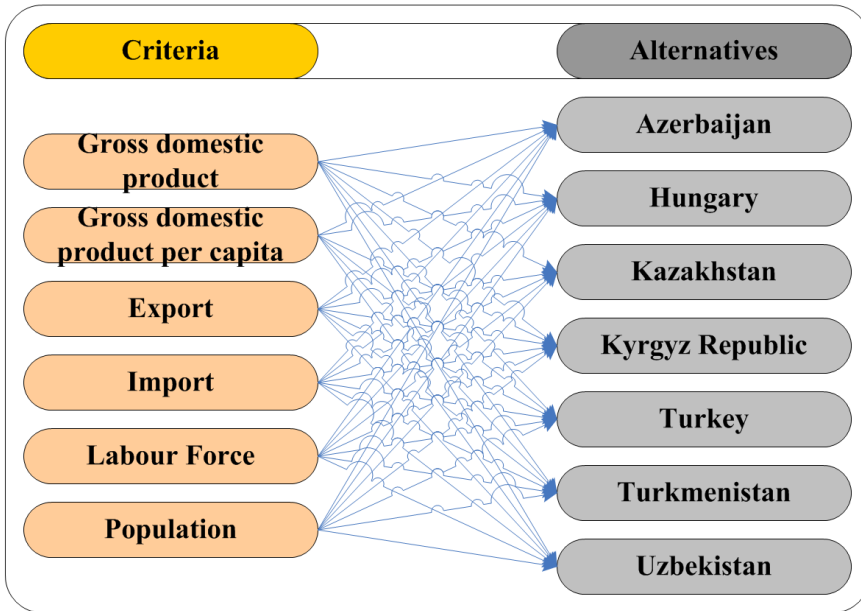 Criteria
Alternatives
Gross domestic
product
Gross domestic
product per capita
Export
Import
Labour Force
Population
Azerbaijan
Hungary
Kazakhstan
Kyrgyz Republic
Turkey
Turkmenistan
Uzbekistan